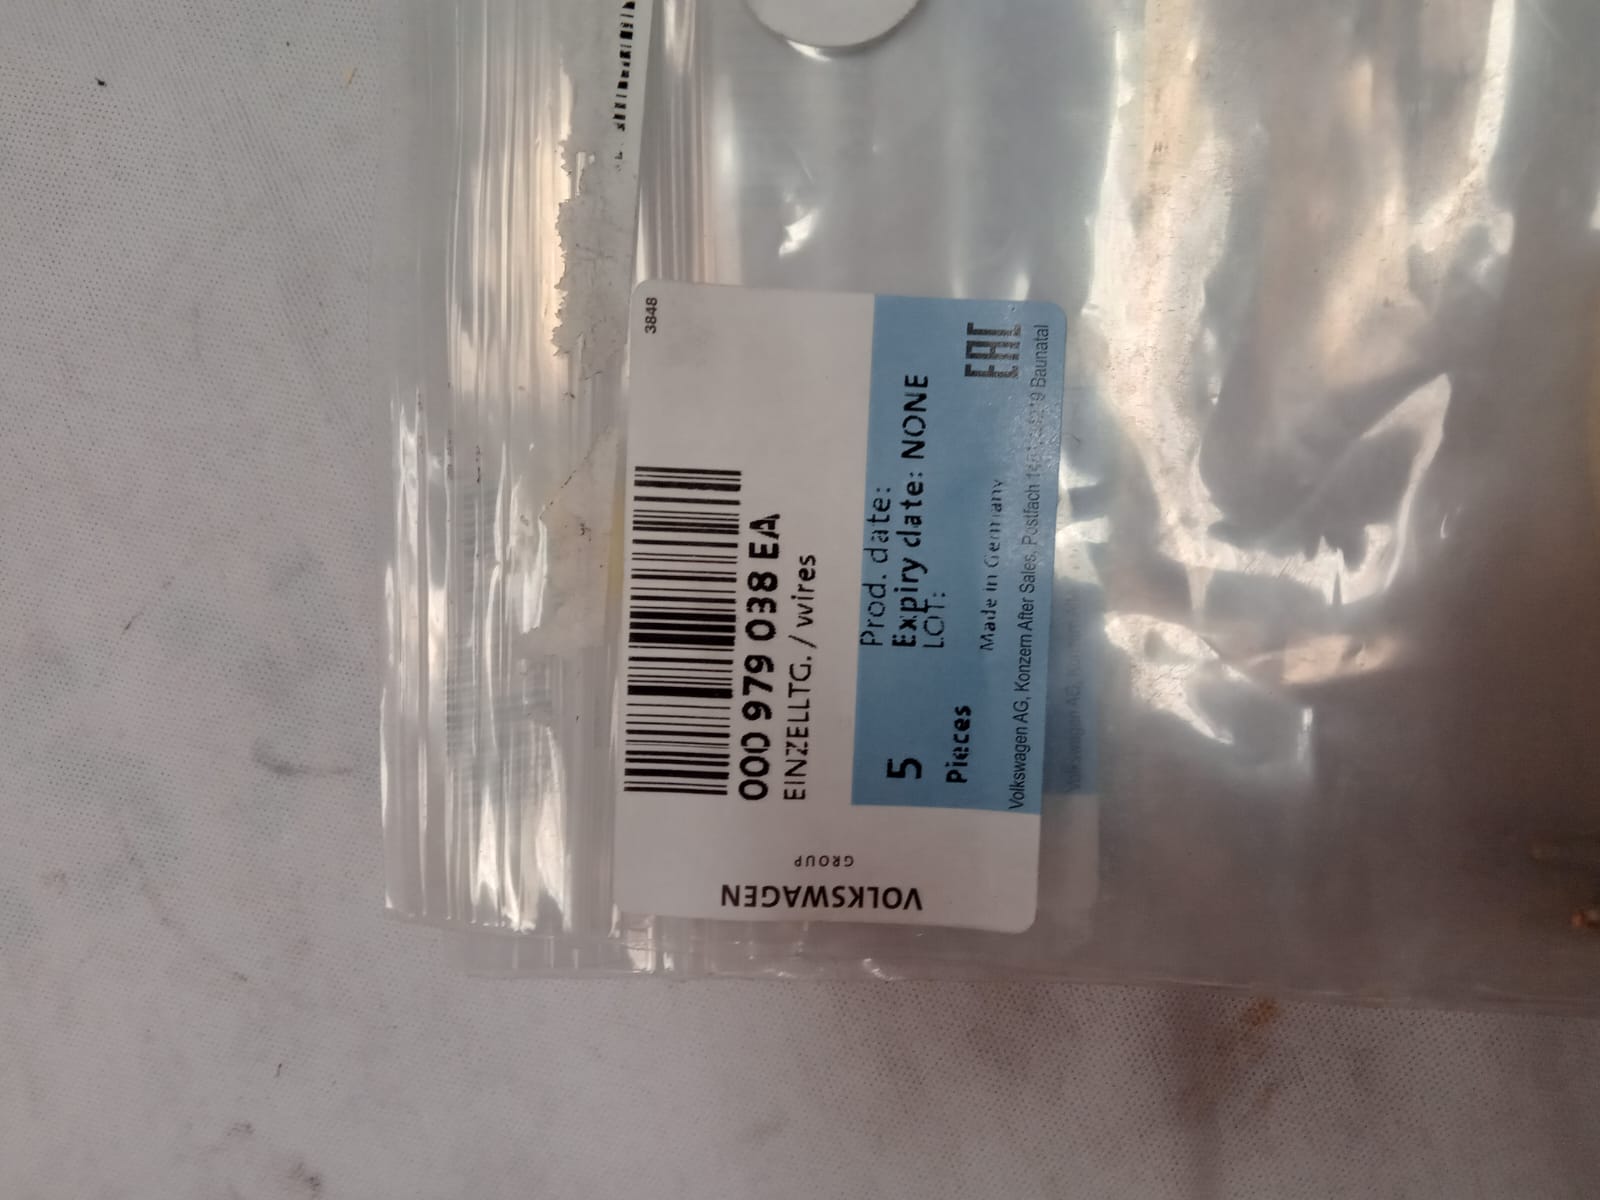 3848
000 979 038 EA
EINZELLTG. / wires
Prod. date:
Expiry date: NONE
LOT:
5
Pieces
EAC
Made in Germany
Volkswagen AG, Konzern After Sales, Postfach Baunatal
VOLKSWAGEN
GROUP